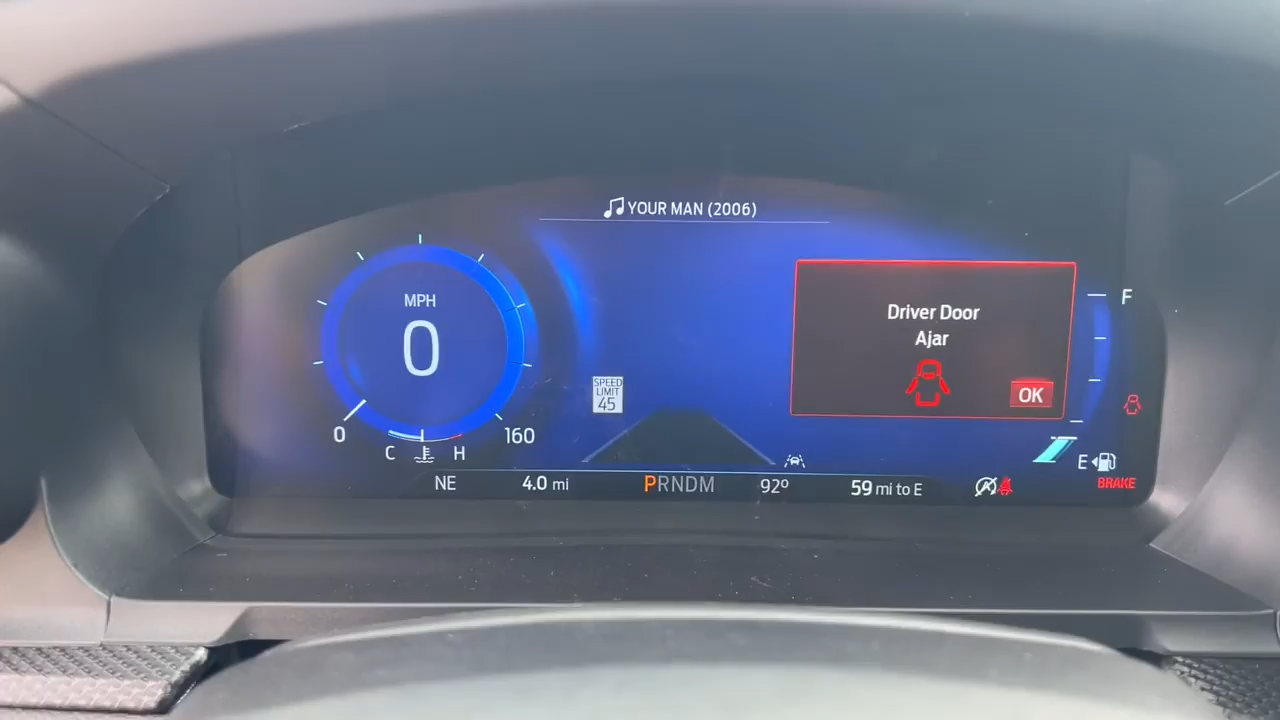 YOUR MAN (2006)
MPH
0
0
160
C
H
SPEED
LIMIT
45
Driver Door
Ajar
OK
F
E
BRAKE
NE
4.0 mi
PRNDM
92º
59 mi to E